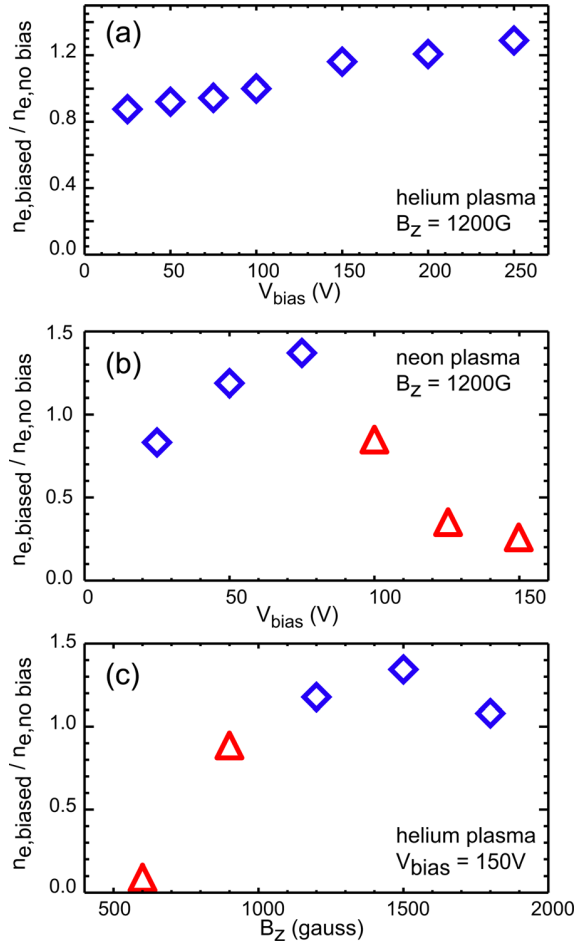 (a)
n_e,biased / n_e,no bias
1.2
0.8
0.4
0.0
helium plasma
B_z = 1200G
0 50 100 150 200 250
V_bias (V)
(b)
n_e,biased / n_e,no bias
1.5
1.0
0.5
0.0
neon plasma
B_z = 1200G
0 50 100 150
V_bias (V)
(c)
n_e,biased / n_e,no bias
1.5
1.0
0.5
0.0
helium plasma
V_bias = 150V
500 1000 1500 2000
B_z (gauss)